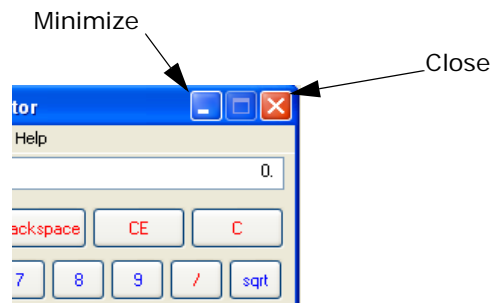 Minimize
Close
tor
Help
0.
ackspace CE C
7 8 9 / sqrt